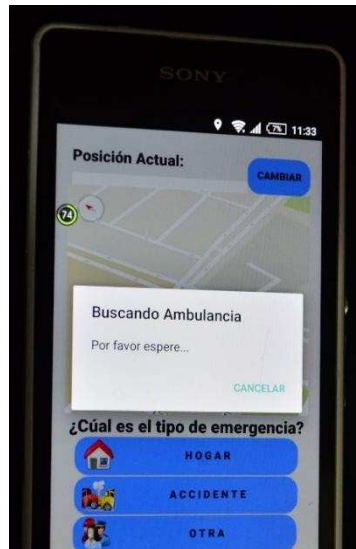 SONY
11:33
Posición Actual:
CAMBIAR
74
Buscando Ambulancia
Por favor espere...
CANCELAR
¿Cúal es el tipo de emergencia?
HOGAR
ACCIDENTE
OTRA